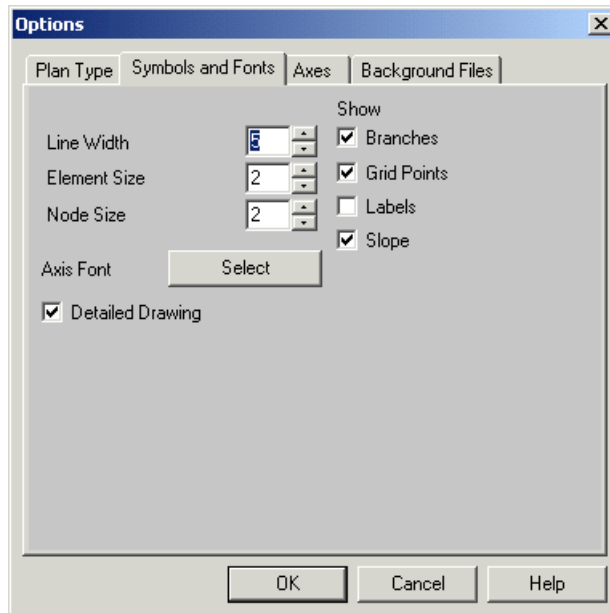 Options
Plan Type Symbols and Fonts Axes Background Files
Show
Line Width 5 Branches
Element Size 2 Grid Points
Node Size 2 Labels
Slope
Axis Font Select
Detailed Drawing
OK Cancel Help